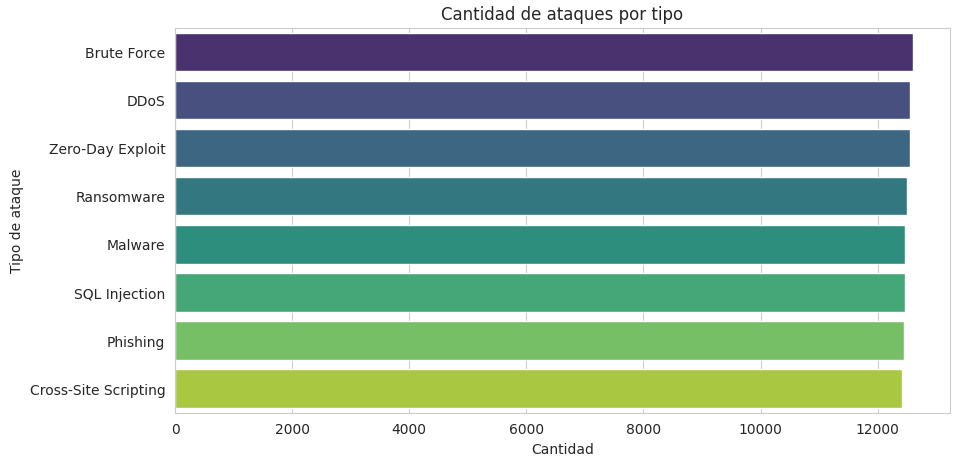 Cantidad de ataques por tipo
Tipo de ataque
Brute Force
DDoS
Zero-Day Exploit
Ransomware
Malware
SQL Injection
Phishing
Cross-Site Scripting
0 2000 4000 6000 8000 10000 12000
Cantidad